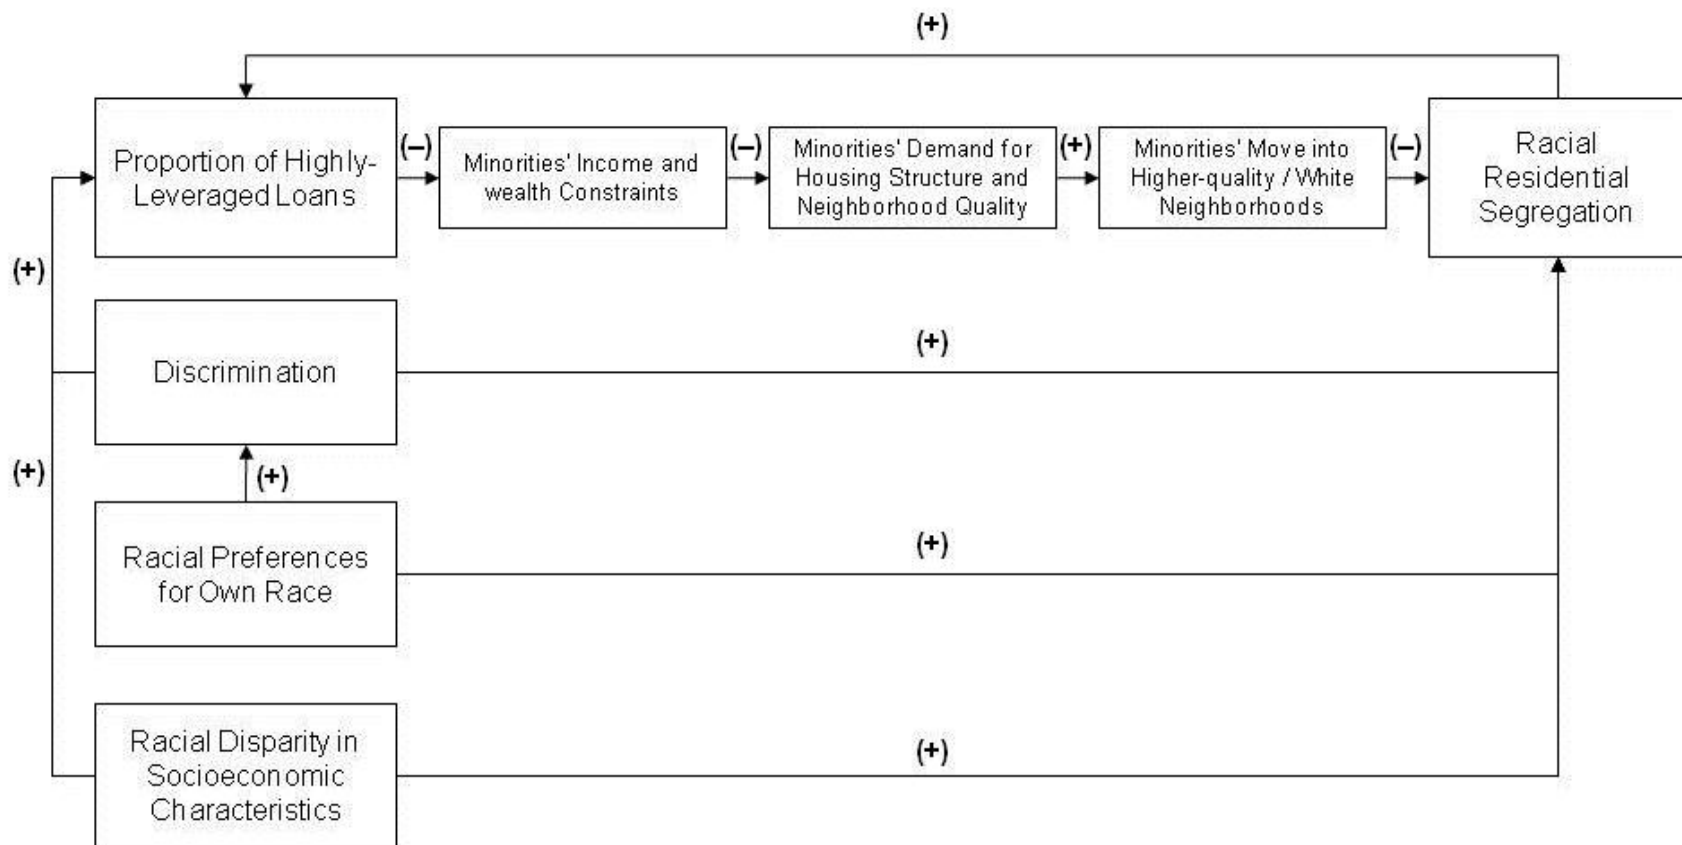 (+)
Proportion of Highly-
Leveraged Loans
(–)
Minorities' Income and
wealth Constraints
(–)
Minorities' Demand for
Housing Structure and
Neighborhood Quality
(+)
Minorities' Move into
Higher-quality / White
Neighborhoods
(–)
Racial
Residential
Segregation
(+)
Discrimination
(+)
(+)
(+)
Racial Preferences
for Own Race
(+)
Racial Disparity in
Socioeconomic
Characteristics
(+)